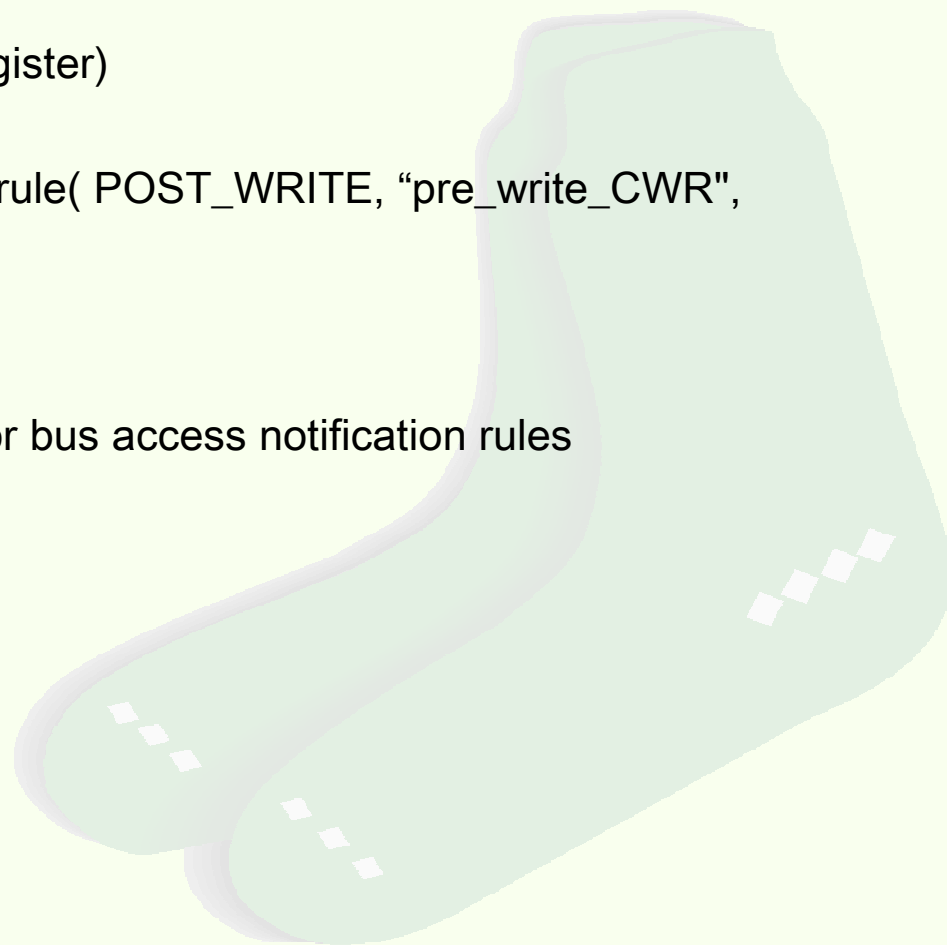 gister)
rule( POST_WRITE, “pre_write_CWR",
or bus access notification rules